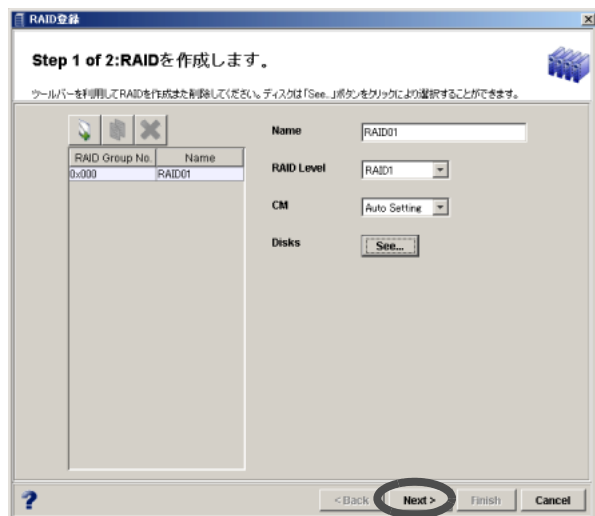 RAID登録
Step 1 of 2:RAIDを作成します。
ツールバーを利用してRAIDを作成また削除してください。ディスクは「See...」ボタンをクリックにより選択することができます。
RAID Group No. Name
0x000 RAID01
Name RAID01
RAID Level RAID1
CM Auto Setting
Disks See...
? < Back Next > Finish Cancel